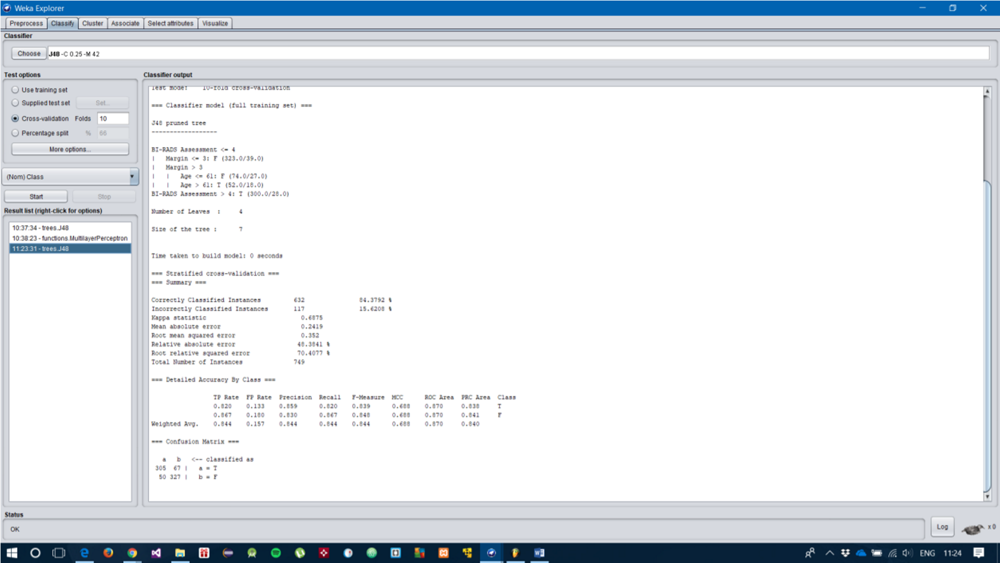 Weka Explorer
Preprocess Classify Cluster Associate Select attributes Visualize
Classifier
Choose J48 -C 0.25 -M 42
Test options
Use training set
Supplied test set Set...
Cross-validation Folds 10
Percentage split % 66
More options...
(Nom) Class
Start Stop
Result list (right-click for options)
10:37:34 - trees.J48
10:38:23 - functions.MultilayerPerceptron
11:23:31 - trees.J48
Classifier output
Test mode: 10-fold cross-validation
=== Classifier model (full training set) ===
J48 pruned tree
------------------
BI-RADS Assessment <= 4
| Margin <= 3: F (323.0/39.0)
| Margin > 3
| | Age <= 61: F (74.0/27.0)
| | Age > 61: T (52.0/18.0)
BI-RADS Assessment > 4: T (300.0/28.0)
Number of Leaves : 4
Size of the tree : 7
Time taken to build model: 0 seconds
=== Stratified cross-validation ===
=== Summary ===
Correctly Classified Instances 632 84.3792 %
Incorrectly Classified Instances 117 15.6208 %
Kappa statistic 0.6875
Mean absolute error 0.2419
Root mean squared error 0.352
Relative absolute error 48.3841 %
Root relative squared error 70.4077 %
Total Number of Instances 749
=== Detailed Accuracy By Class ===
TP Rate FP Rate Precision Recall F-Measure MCC ROC Area PRC Area Class
0.820 0.133 0.859 0.820 0.839 0.688 0.870 0.838 T
0.867 0.180 0.830 0.867 0.848 0.688 0.870 0.841 F
Weighted Avg. 0.844 0.157 0.844 0.844 0.844 0.688 0.870 0.840
=== Confusion Matrix ===
a b <-- classified as
305 67 | a = T
50 327 | b = F
Status
OK
Log x 0
ENG 11:24